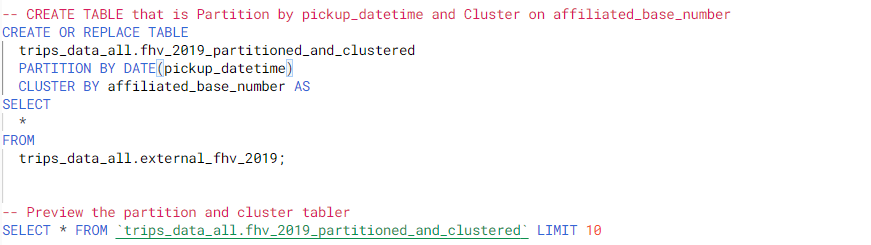 -- CREATE TABLE that is Partition by pickup_datetime and Cluster on affiliated_base_number
CREATE OR REPLACE TABLE
  trips_data_all.fhv_2019_partitioned_and_clustered
  PARTITION BY DATE(pickup_datetime)
  CLUSTER BY affiliated_base_number AS
SELECT
  *
FROM
  trips_data_all.external_fhv_2019;
-- Preview the partition and cluster tabler
SELECT * FROM `trips_data_all.fhv_2019_partitioned_and_clustered` LIMIT 10